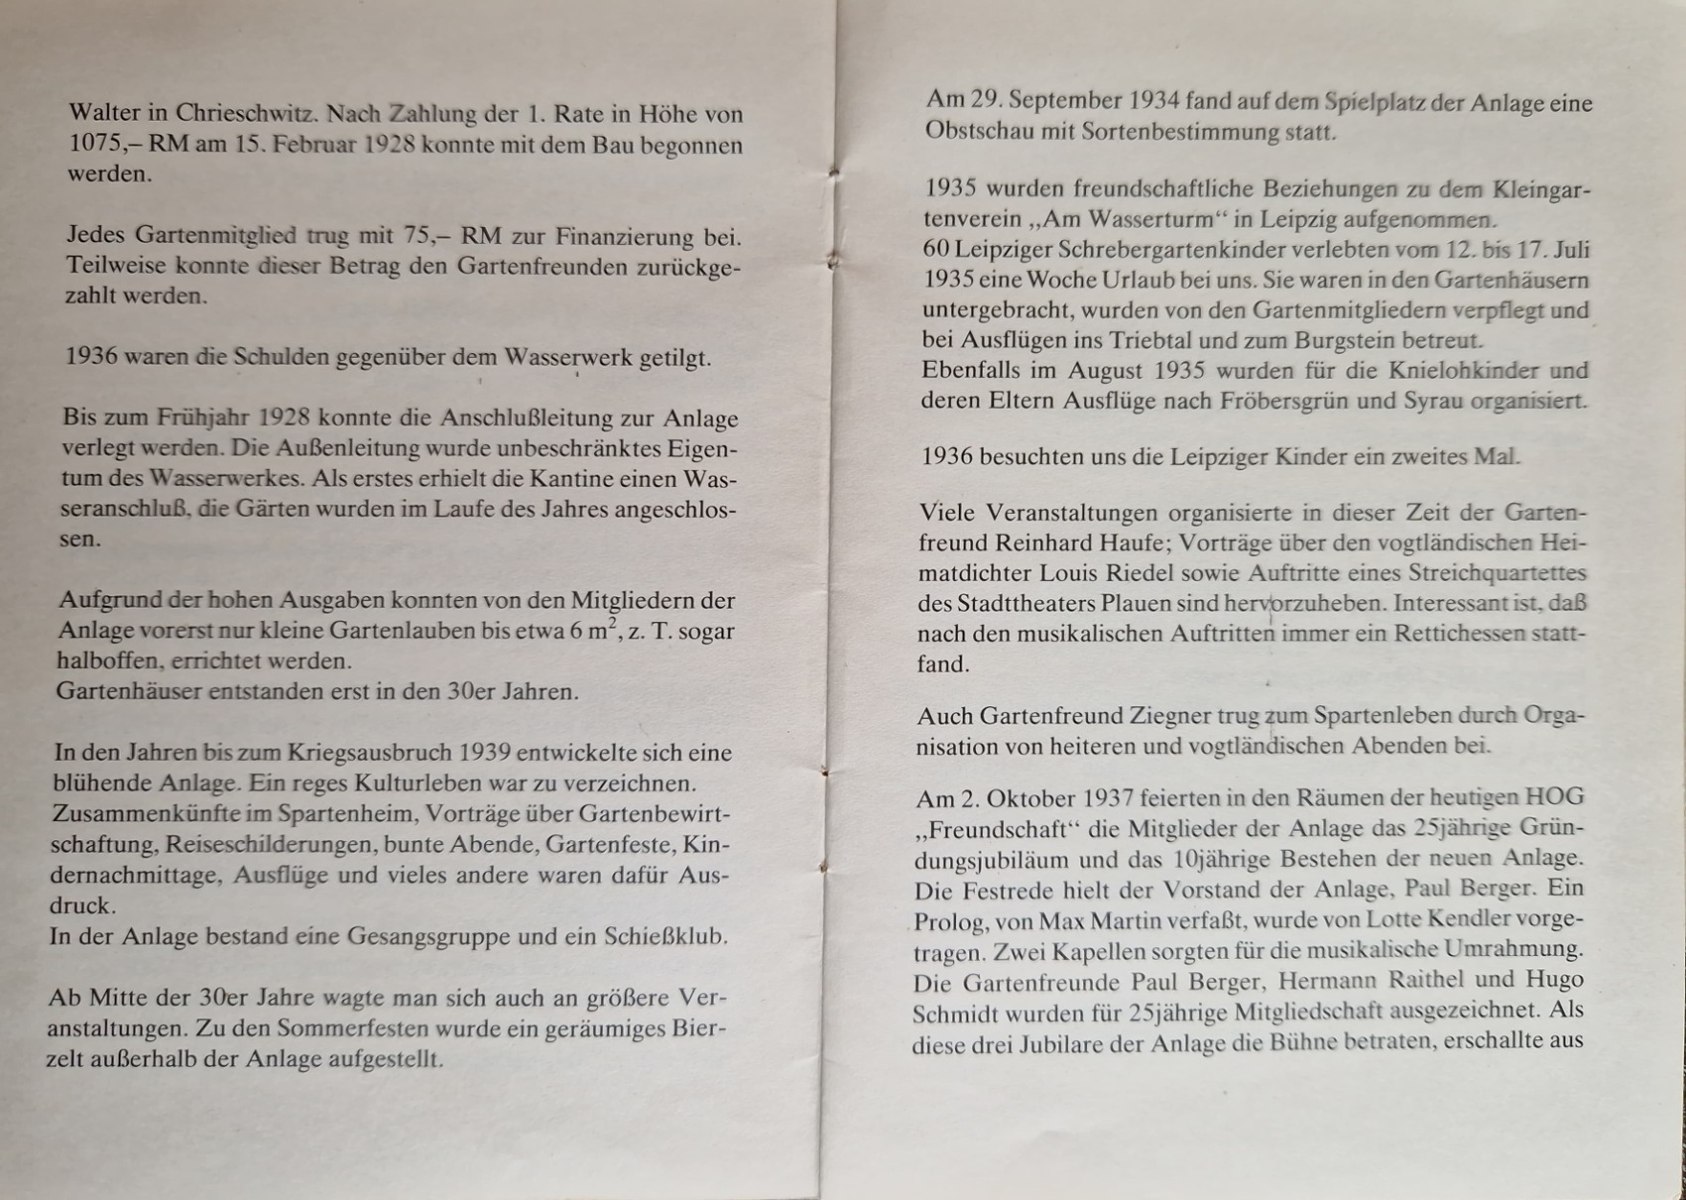 Walter in Chrieschwitz. Nach Zahlung der 1. Rate in Höhe von
1075,– RM am 15. Februar 1928 konnte mit dem Bau begonnen
werden.
Jedes Gartenmitglied trug mit 75,– RM zur Finanzierung bei.
Teilweise konnte dieser Betrag den Gartenfreunden zurückge-
zahlt werden.
1936 waren die Schulden gegenüber dem Wasserwerk getilgt.
Bis zum Frühjahr 1928 konnte die Anschlußleitung zur Anlage
verlegt werden. Die Außenleitung wurde unbeschränktes Eigen-
tum des Wasserwerkes. Als erstes erhielt die Kantine einen Was-
seranschluß, die Gärten wurden im Laufe des Jahres angeschlos-
sen.
Aufgrund der hohen Ausgaben konnten von den Mitgliedern der
Anlage vorerst nur kleine Gartenlauben bis etwa 6 m², z. T. sogar
halboffen, errichtet werden.
Gartenhäuser entstanden erst in den 30er Jahren.
In den Jahren bis zum Kriegsausbruch 1939 entwickelte sich eine
blühende Anlage. Ein reges Kulturleben war zu verzeichnen.
Zusammenkünfte im Spartenheim, Vorträge über Gartenbewirt-
schaftung, Reiseschilderungen, bunte Abende, Gartenfeste, Kin-
dernachmittage, Ausflüge und vieles andere waren dafür Aus-
druck.
In der Anlage bestand eine Gesangsgruppe und ein Schießklub.
Ab Mitte der 30er Jahre wagte man sich auch an größere Ver-
anstaltungen. Zu den Sommerfesten wurde ein geräumiges Bier-
zelt außerhalb der Anlage aufgestellt.
Am 29. September 1934 fand auf dem Spielplatz der Anlage eine
Obstschau mit Sortenbestimmung statt.
1935 wurden freundschaftliche Beziehungen zu dem Kleingar-
tenverein „Am Wasserturm“ in Leipzig aufgenommen.
60 Leipziger Schrebergartenkinder verlebten vom 12. bis 17. Juli
1935 eine Woche Urlaub bei uns. Sie waren in den Gartenhäusern
untergebracht, wurden von den Gartenmitgliedern verpflegt und
bei Ausflügen ins Triebtal und zum Burgstein betreut.
Ebenfalls im August 1935 wurden für die Knielohkinder und
deren Eltern Ausflüge nach Fröbersgrün und Syrau organisiert.
1936 besuchten uns die Leipziger Kinder ein zweites Mal.
Viele Veranstaltungen organisierte in dieser Zeit der Garten-
freund Reinhard Haufe; Vorträge über den vogtländischen Hei-
matdichter Louis Riedel sowie Auftritte eines Streichquartettes
des Stadttheaters Plauen sind hervorzuheben. Interessant ist, daß
nach den musikalischen Auftritten immer ein Rettichessen statt-
fand.
Auch Gartenfreund Ziegner trug zum Spartenleben durch Orga-
nisation von heiteren und vogtländischen Abenden bei.
Am 2. Oktober 1937 feierten in den Räumen der heutigen HOG
„Freundschaft“ die Mitglieder der Anlage das 25jährige Grün-
dungsjubiläum und das 10jährige Bestehen der neuen Anlage.
Die Festrede hielt der Vorstand der Anlage, Paul Berger. Ein
Prolog, von Max Martin verfaßt, wurde von Lotte Kendler vorge-
tragen. Zwei Kapellen sorgten für die musikalische Umrahmung.
Die Gartenfreunde Paul Berger, Hermann Raithel und Hugo
Schmidt wurden für 25jährige Mitgliedschaft ausgezeichnet. Als
diese drei Jubilare der Anlage die Bühne betraten, erschallte aus